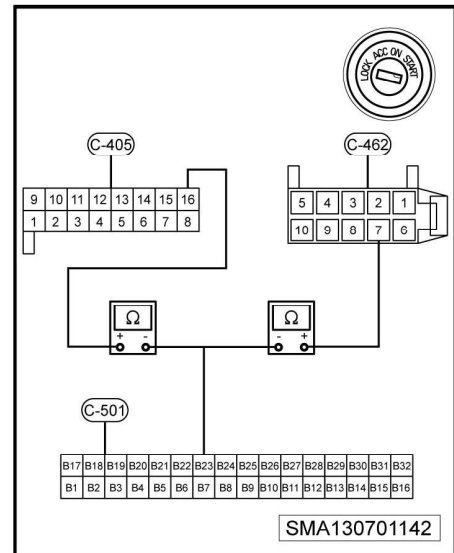 LOCK ACC ON START
C-405
C-462
9 10 11 12 13 14 15 16
1 2 3 4 5 6 7 8
5 4 3 2 1
10 9 8 7 6
Ω
+ -
Ω
- +
C-501
B17 B18 B19 B20 B21 B22 B23 B24 B25 B26 B27 B28 B29 B30 B31 B32
B1 B2 B3 B4 B5 B6 B7 B8 B9 B10 B11 B12 B13 B14 B15 B16
SMA130701142